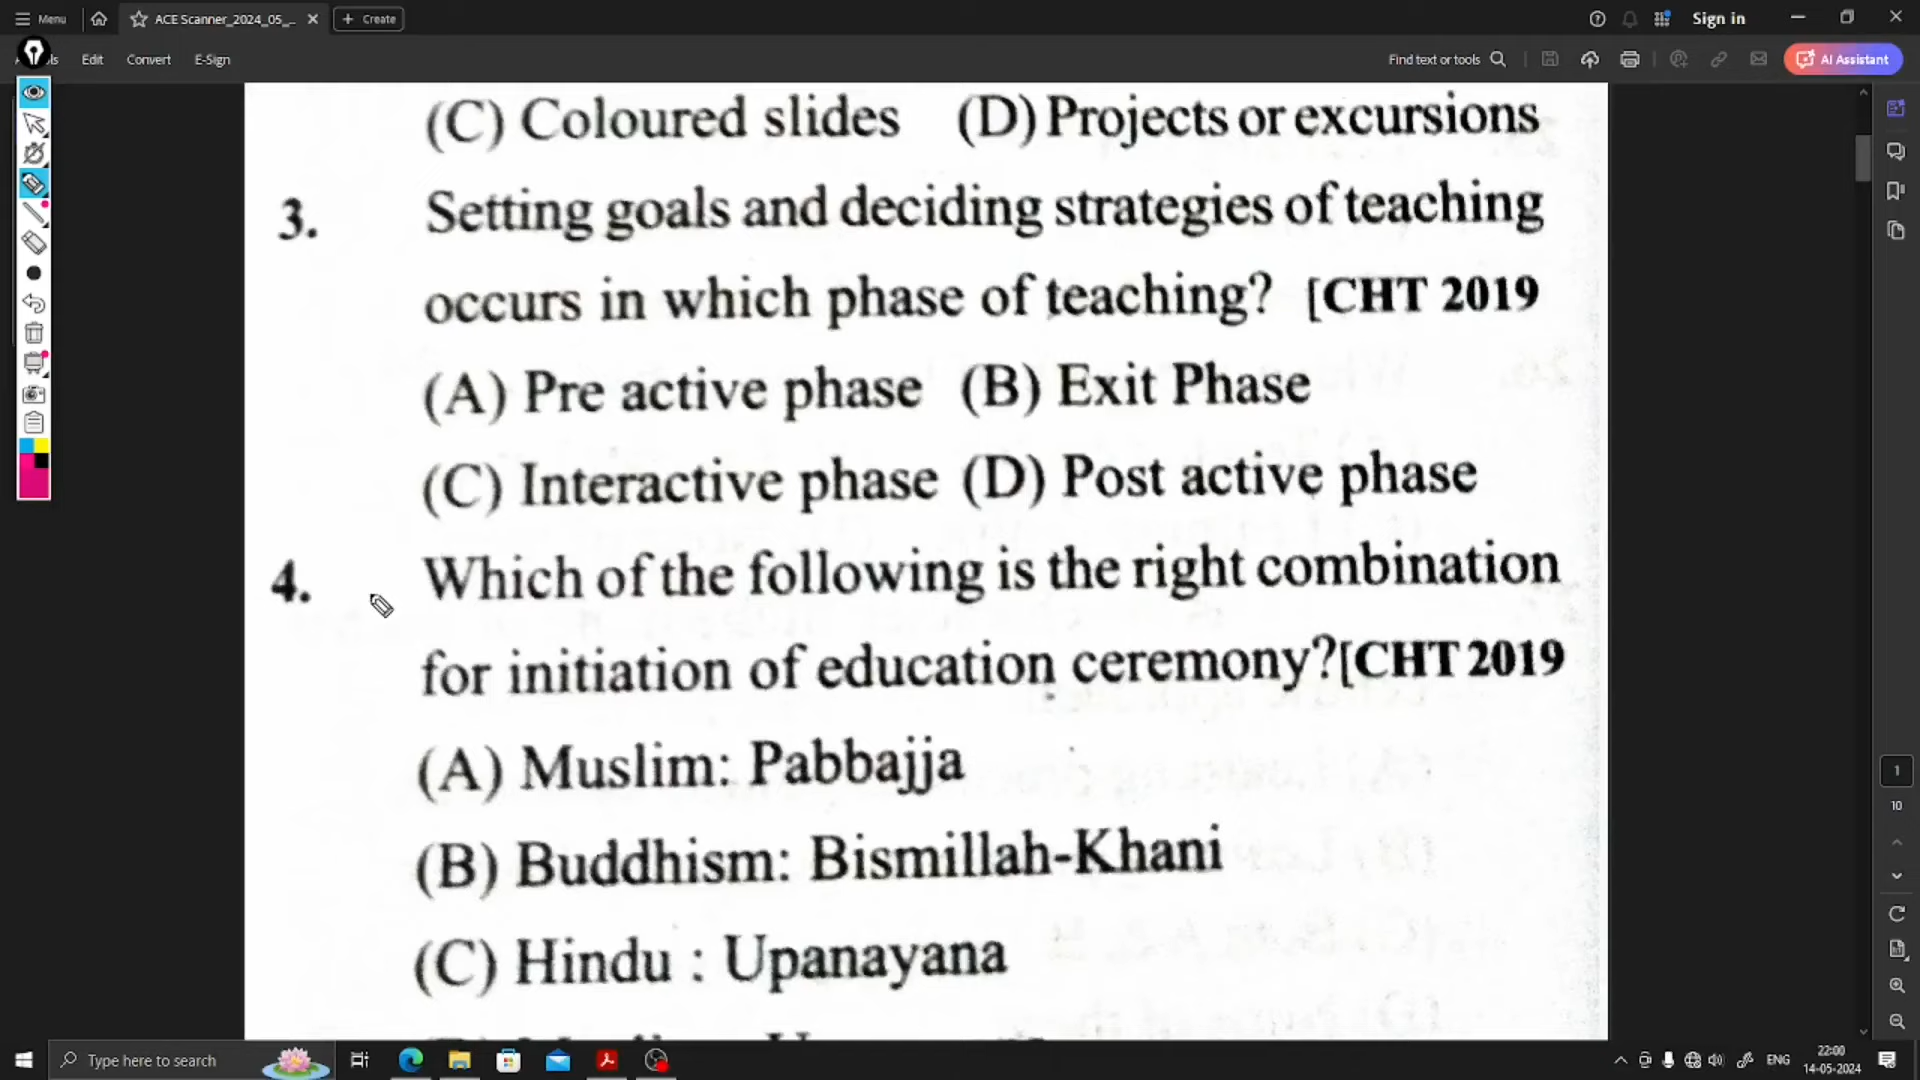 Menu
ACE Scanner_2024_05_...
Create
Sign in
Edit
Convert
E-Sign
Find text or tools
AI Assistant
(C) Coloured slides (D) Projects or excursions
3. Setting goals and deciding strategies of teaching
occurs in which phase of teaching? [CHT 2019
(A) Pre active phase (B) Exit Phase
(C) Interactive phase (D) Post active phase
4. Which of the following is the right combination
for initiation of education ceremony?[CHT 2019
(A) Muslim: Pabbajja
(B) Buddhism: Bismillah-Khani
(C) Hindu : Upanayana
1
10
Type here to search
ENG
22:00
14-05-2024